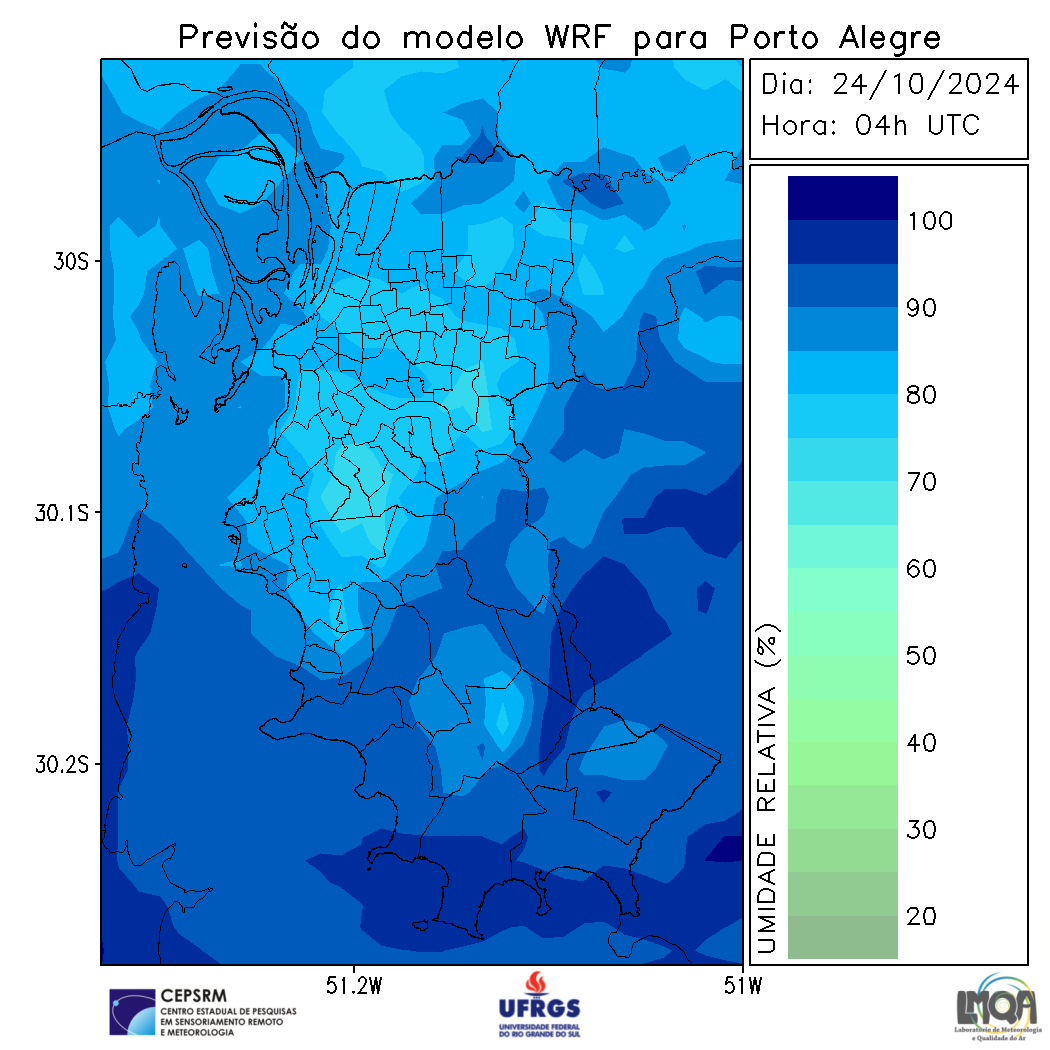 Previsão do modelo WRF para Porto Alegre
Dia: 24/10/2024
Hora: 04h UTC
30S
30.1S
30.2S
51.2W
51W
UMIDADE RELATIVA (%)
100
90
80
70
60
50
40
30
20
CEPSRM
CENTRO ESTADUAL DE PESQUISAS
EM SENSORIAMENTO REMOTO
E METEOROLOGIA
UFRGS
UNIVERSIDADE FEDERAL
DO RIO GRANDE DO SUL
LMQA
Laboratório de Meteorologia
e Qualidade do Ar